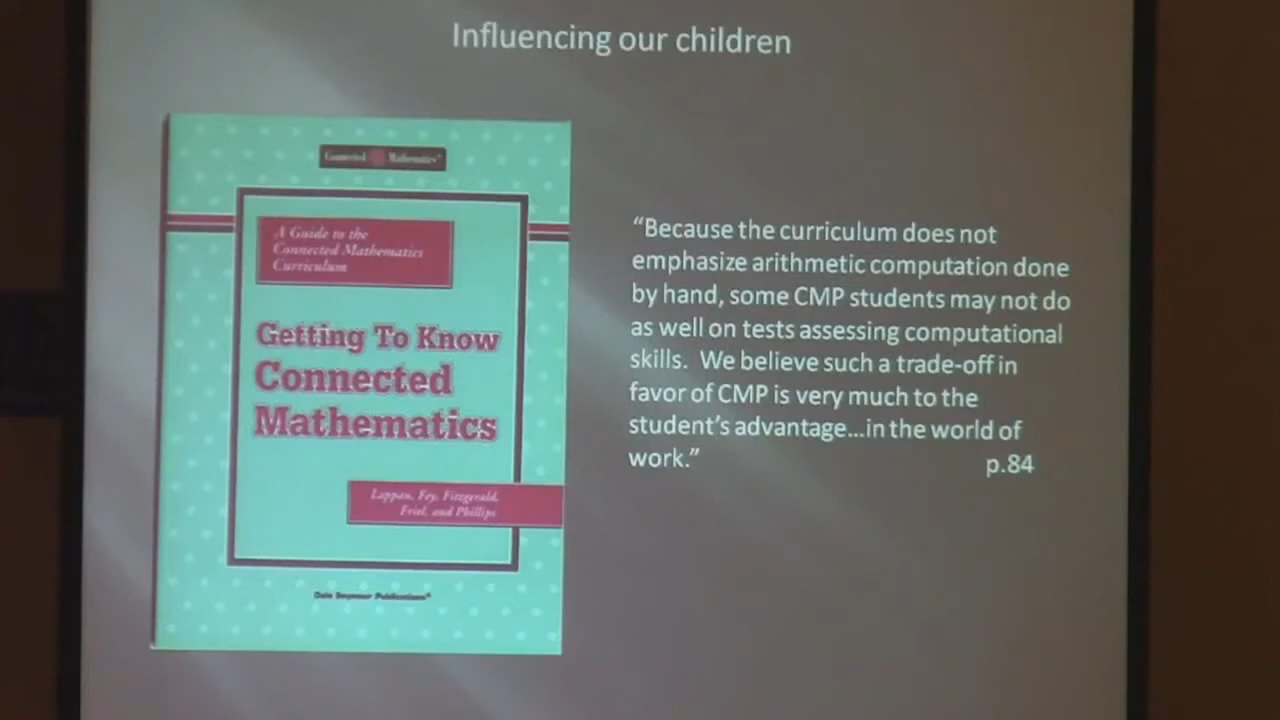 Influencing our children
Connected Mathematics®
A Guide to the
Connected Mathematics
Curriculum
Getting To Know
Connected
Mathematics
Lappan, Fey, Fitzgerald,
Friel, and Phillips
Dale Seymour Publications®
“Because the curriculum does not
emphasize arithmetic computation done
by hand, some CMP students may not do
as well on tests assessing computational
skills.  We believe such a trade-off in
favor of CMP is very much to the
student’s advantage…in the world of
work.” p.84